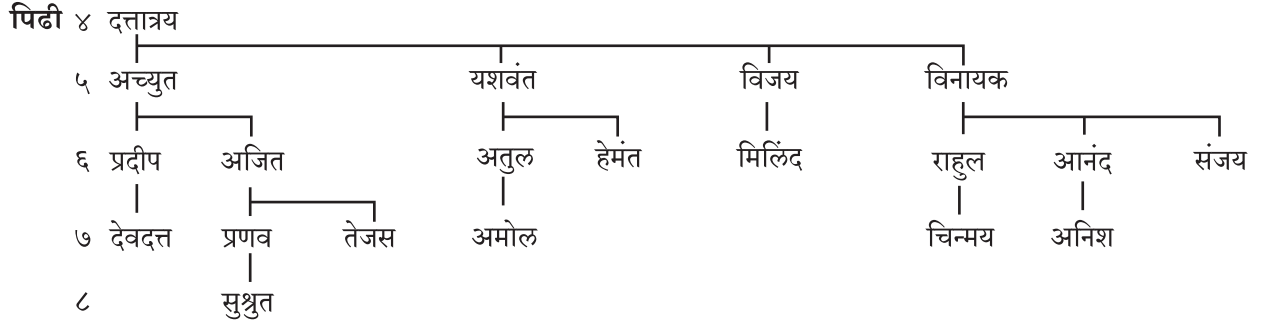 पिढी ४ दत्तात्रय
५ अच्युत यशवंत विजय विनायक
६ प्रदीप अजित अतुल हेमंत मिलिंद राहुल आनंद संजय
७ देवदत्त प्रणव तेजस अमोल चिन्मय अनिश
८ सुश्रुत